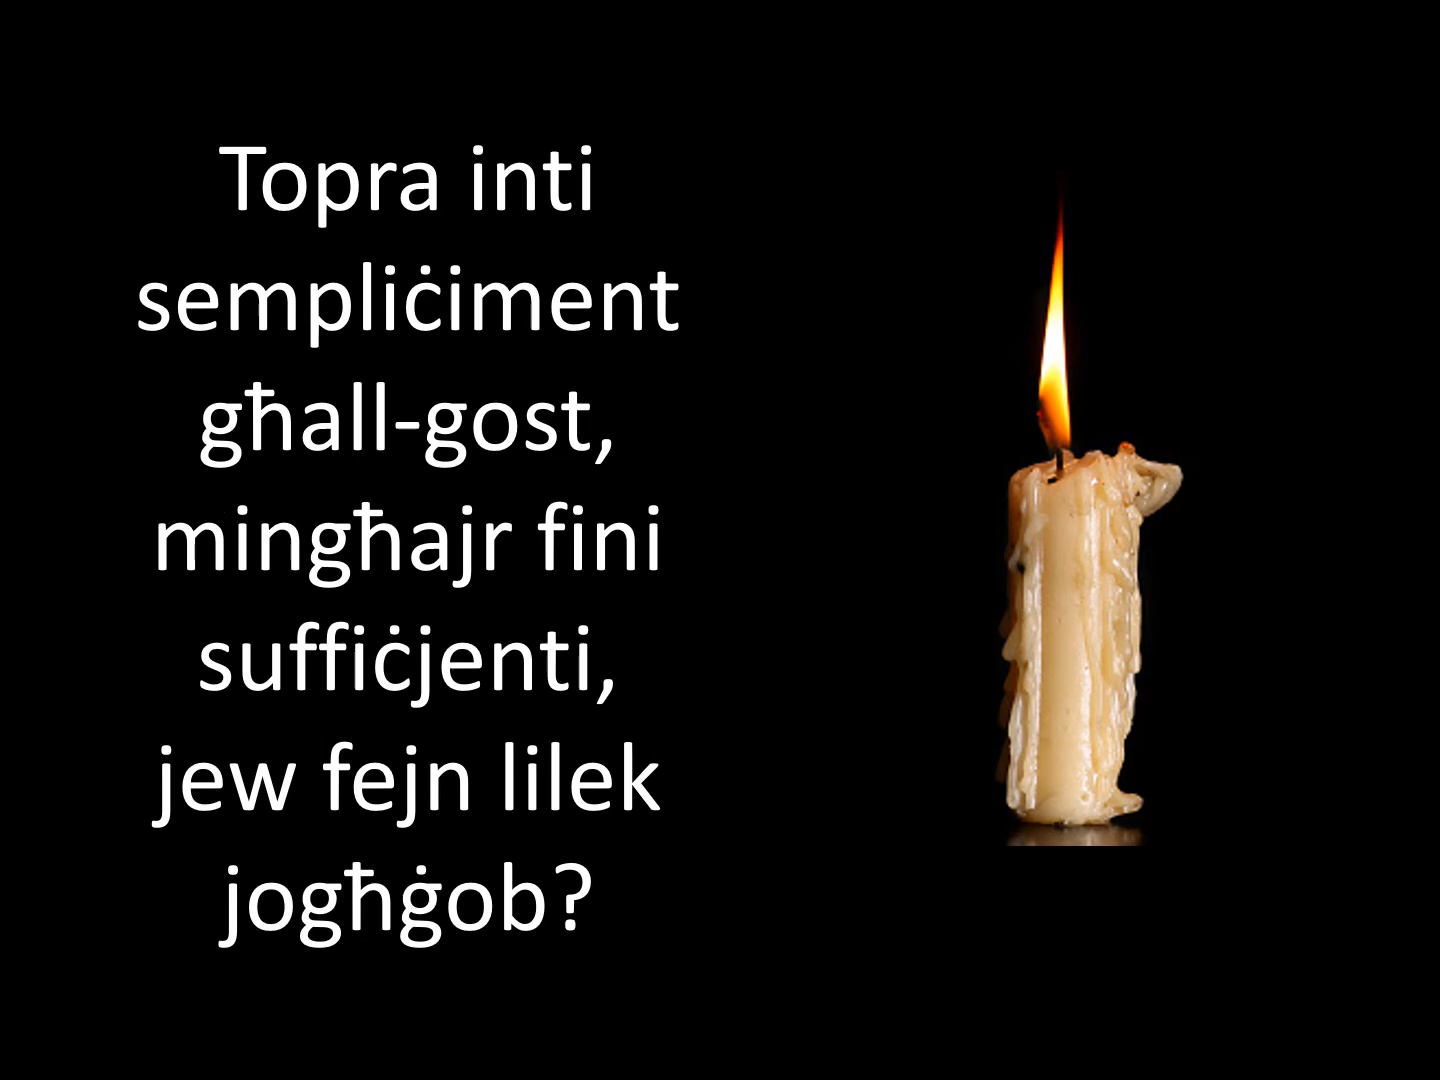 Topra inti
sempliċiment
għall-gost,
mingħajr fini
suffiċjenti,
jew fejn lilek
jogħġob?